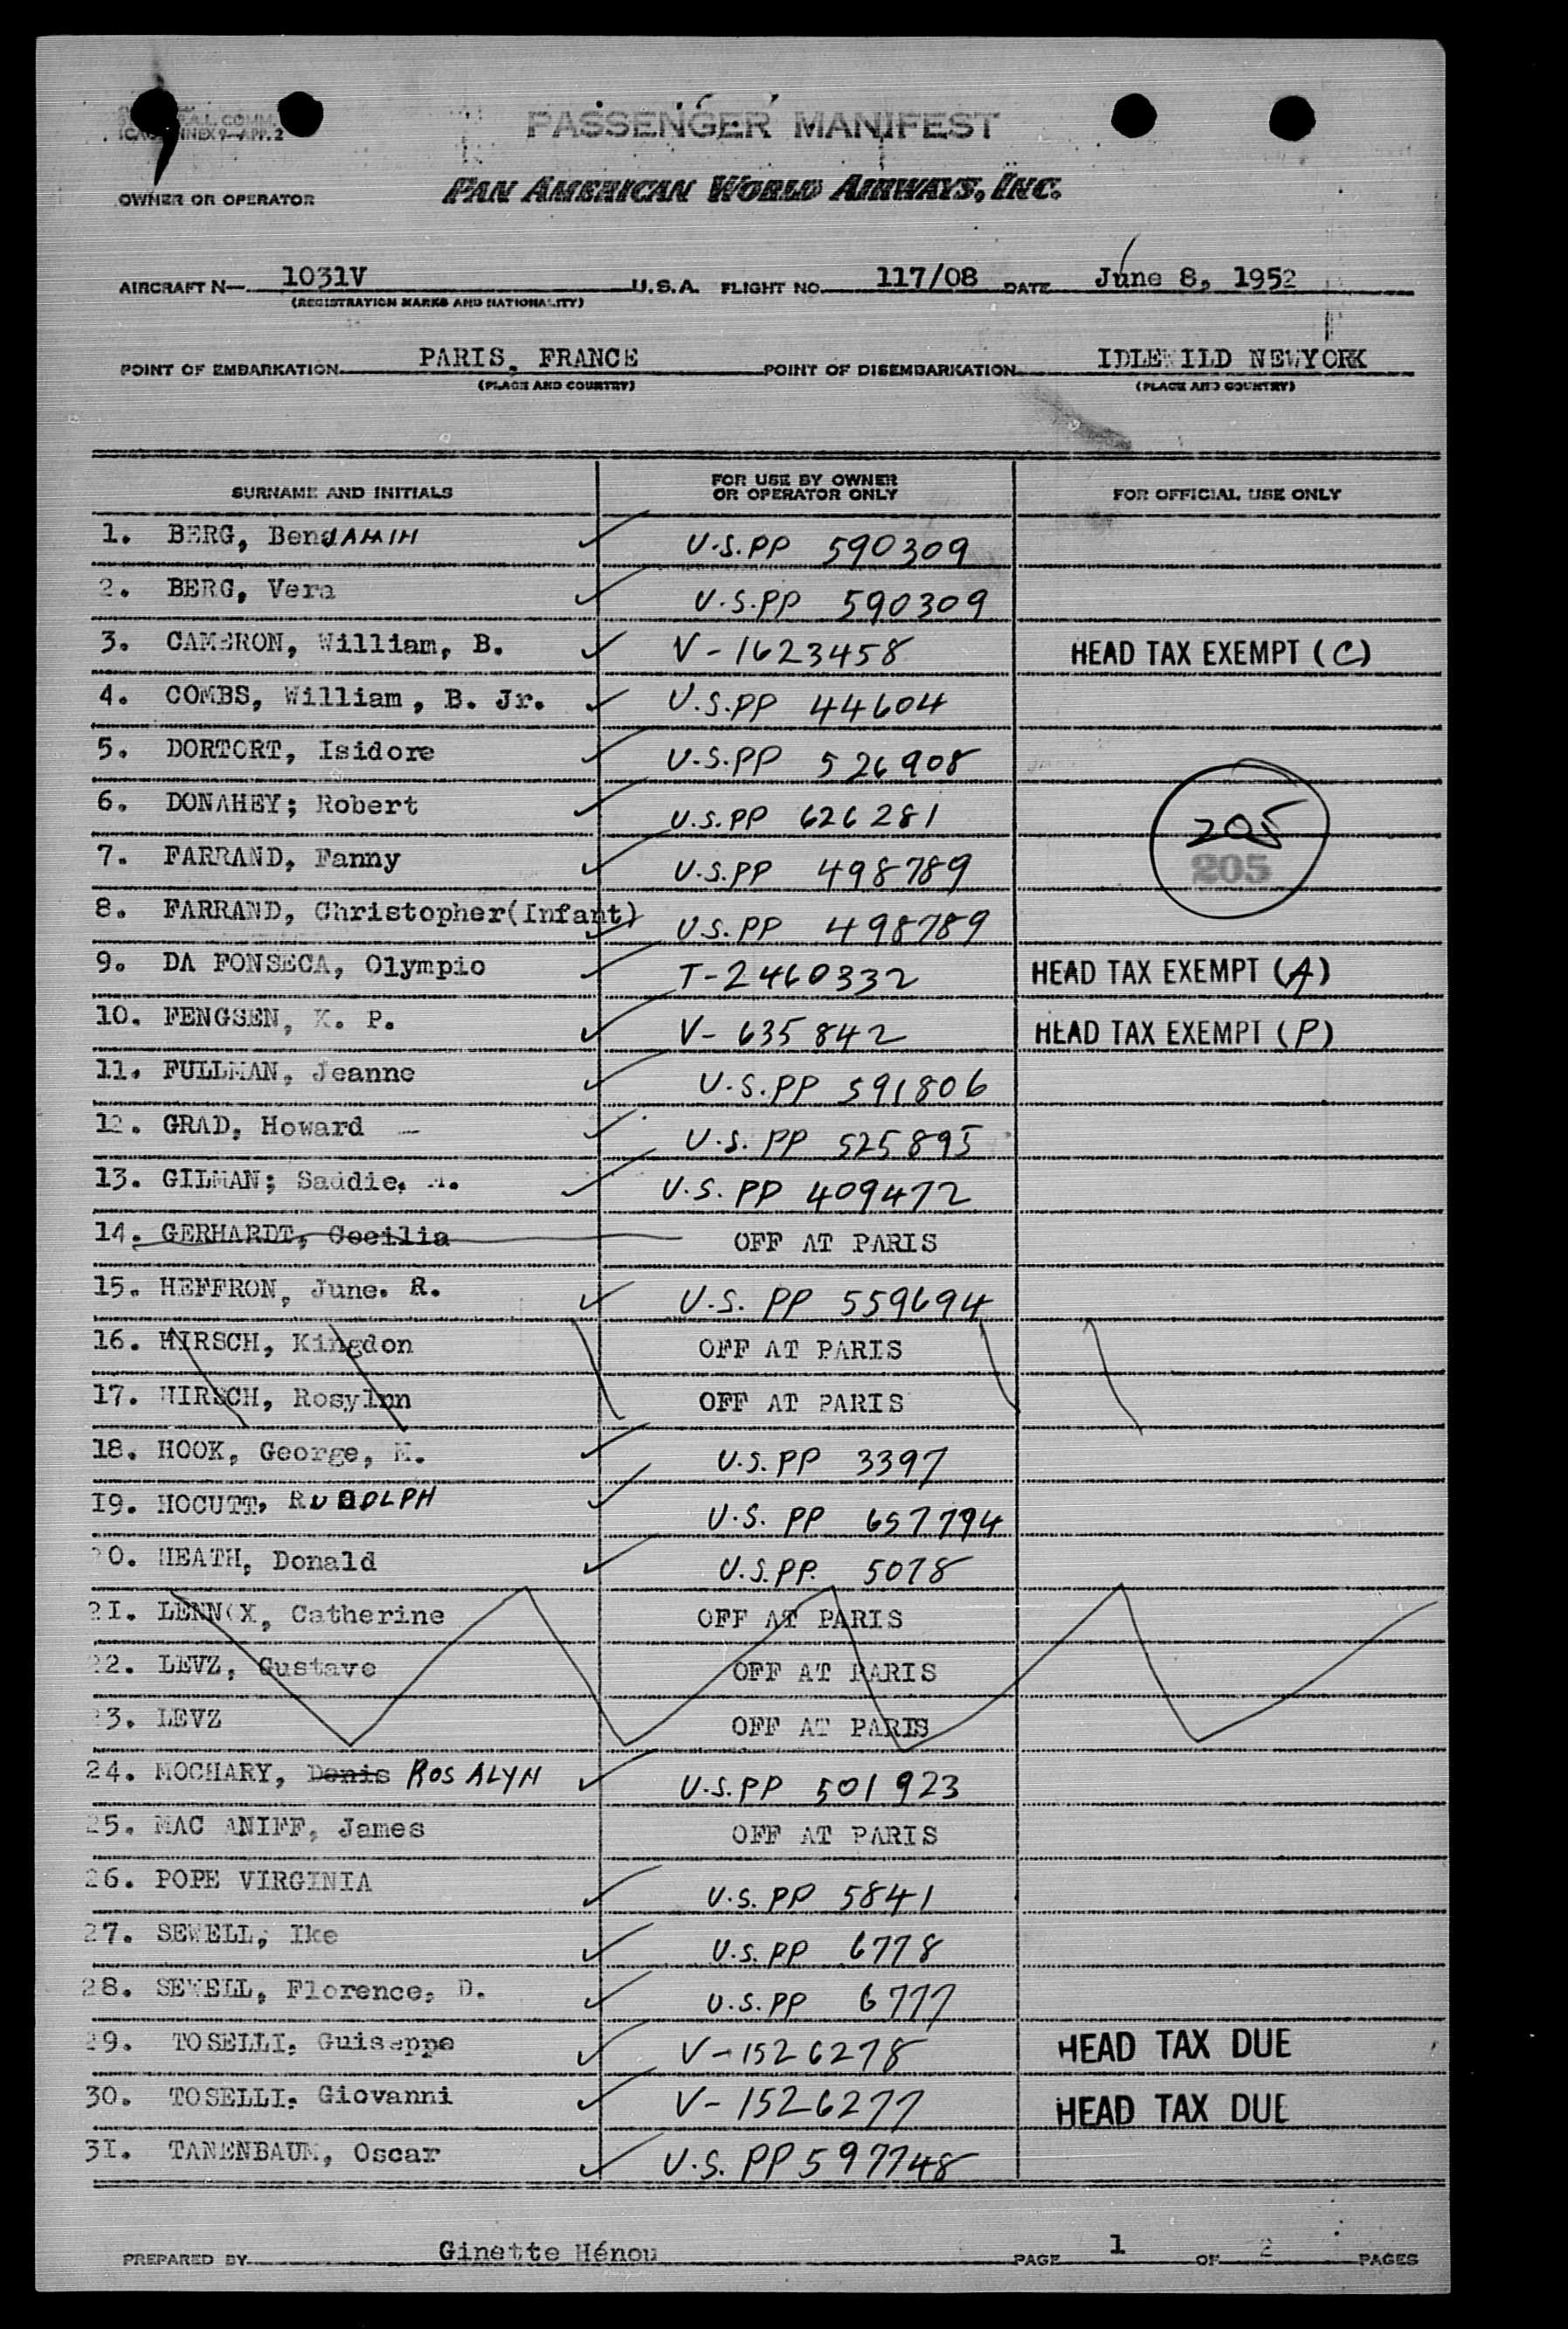 F.A.L. COMM.
ANNEX 9—APP. 2
PASSENGER MANIFEST
OWNER OR OPERATOR PAN AMERICAN WORLD AIRWAYS, INC.
AIRCRAFT N— 1031V U.S.A. FLIGHT NO. 117/08 DATE June 8, 1952
(REGISTRATION MARKS AND NATIONALITY)
POINT OF EMBARKATION PARIS, FRANCE POINT OF DISEMBARKATION IDLEWILD NEWYORK
(PLACE AND COUNTRY) (PLACE AND COUNTRY)
SURNAME AND INITIALS FOR USE BY OWNER OR OPERATOR ONLY FOR OFFICIAL USE ONLY
1. BERG, BenJAMIN U.S.PP 590309
2. BERG, Vera U.S.PP 590309
3. CAMERON, William, B. V-1623458 HEAD TAX EXEMPT (C)
4. COMBS, William, B. Jr. U.S.PP 44604
5. DORTORT, Isidore U.S.PP 526908
6. DONAHEY; Robert U.S.PP 626281
205
7. FARRAND, Fanny U.S.PP 498789
205
8. FARRAND, Christopher(Infant) U.S.PP 498789
9. DA FONSECA, Olympio T-2460332 HEAD TAX EXEMPT (A)
10. FENGSEN, K. P. V-635842 HEAD TAX EXEMPT (P)
11. FULLMAN, Jeanne U.S.PP 591806
12. GRAD, Howard U.S.PP 525895
13. GILMAN; Saddie. U.S.PP 409472
14. GERHARDT, Cecilia OFF AT PARIS
15. HEFFRON, June. R. U.S.PP 559694
16. HIRSCH, Kingdon OFF AT PARIS
17. HIRSCH, Rosylnn OFF AT PARIS
18. HOOK, George, M. U.S.PP 3397
I9. HOCUTT, RUDOLPH U.S.PP 657794
20. HEATH, Donald U.S.PP. 5078
2I. LENNOX, Catherine OFF AT PARIS
22. LEVZ, Gustave OFF AT PARIS
23. LEVZ OFF AT PARIS
24. MOCHARY, Denis ROSALYN U.S.PP 501923
25. MAC ANIFF, James OFF AT PARIS
26. POPE VIRGINIA U.S.PP 5841
27. SEWELL, Ike U.S.PP 6778
28. SEWELL, Florence, D. U.S.PP 6777
29. TOSELLI, Guiseppe V-1526278 HEAD TAX DUE
30. TOSELLI, Giovanni V-1526277 HEAD TAX DUE
3I. TANENBAUM, Oscar U.S.PP 597748
PREPARED BY Ginette Hénou PAGE 1 OF 2 PAGES